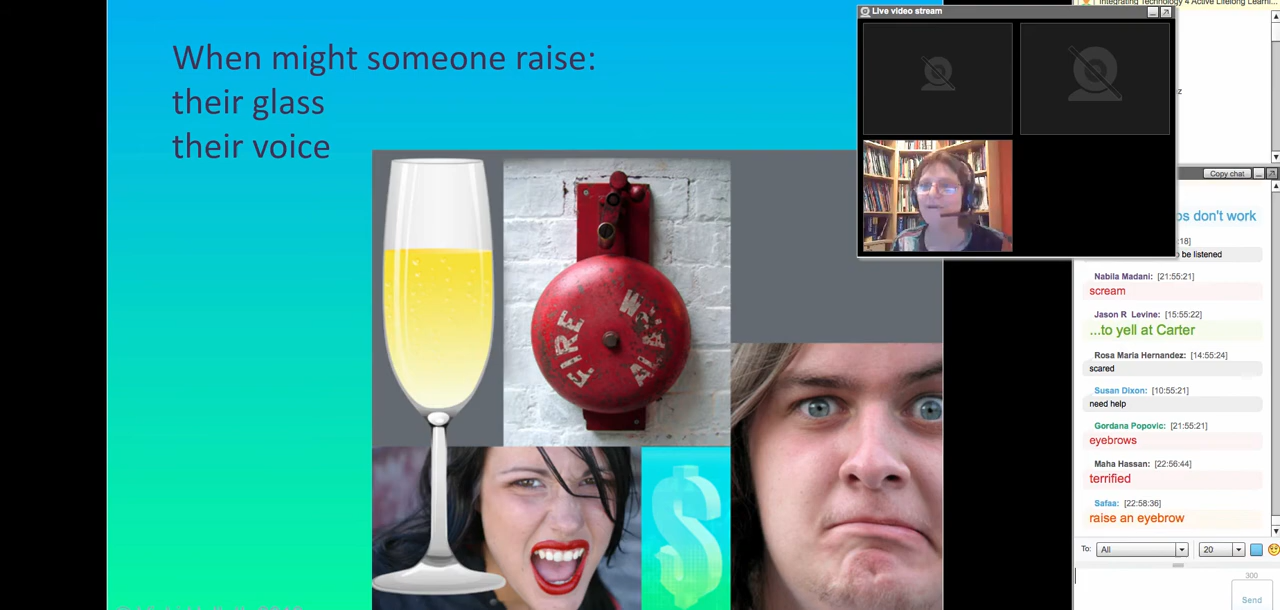 When might someone raise:
their glass
their voice
FIRE
ALARM
$
Live video stream
Integrating Technology 4 Active Lifelong Learni...
Copy chat
don't work
be listened
Nabila Madani: [21:55:21]
scream
Jason R Levine: [15:55:22]
...to yell at Carter
Rosa Maria Hernandez: [14:55:24]
scared
Susan Dixon: [10:55:21]
need help
Gordana Popovic: [21:55:21]
eyebrows
Maha Hassan: [22:56:44]
terrified
Safaa: [22:58:36]
raise an eyebrow
To: All 20
300
Send